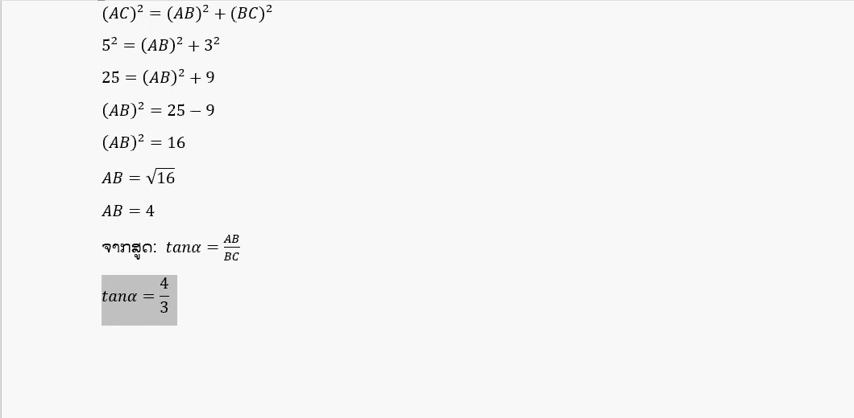 (AC)² = (AB)² + (BC)²
5² = (AB)² + 3²
25 = (AB)² + 9
(AB)² = 25 − 9
(AB)² = 16
AB = √16
AB = 4
ຈາກສູດ: tanα = AB/BC
tanα = 4/3